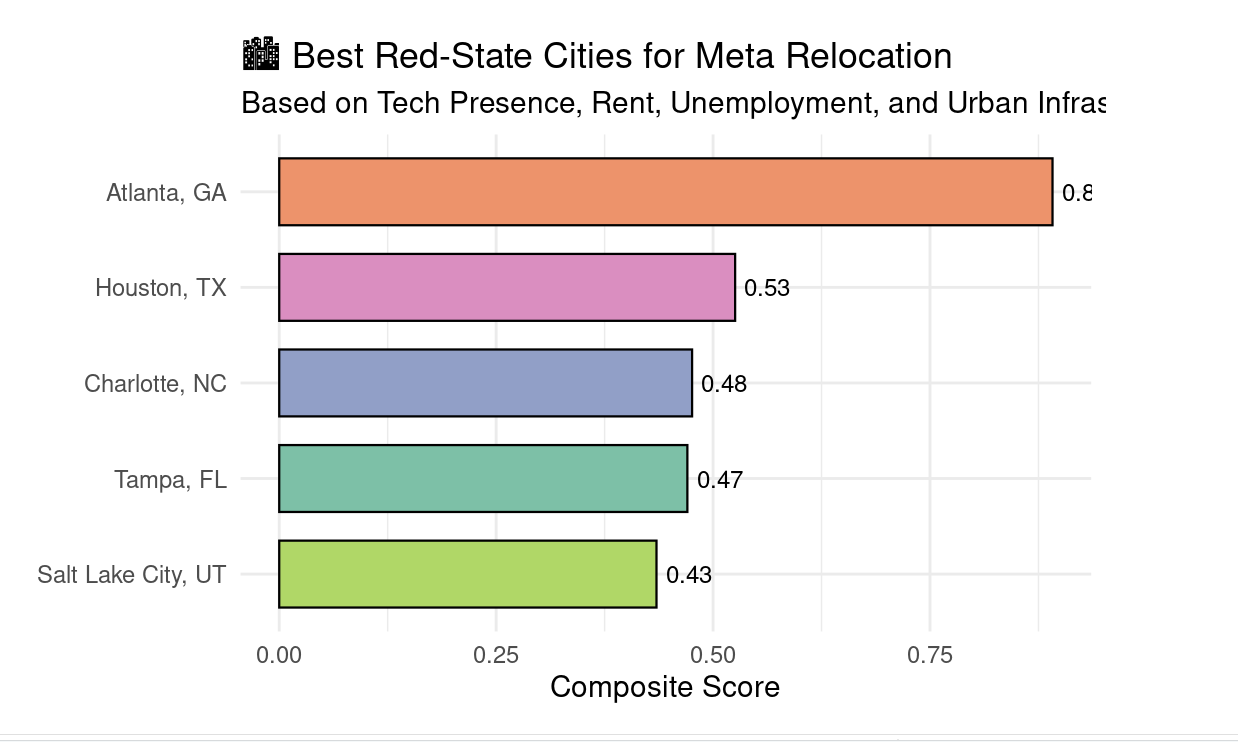 🏙 Best Red-State Cities for Meta Relocation
Based on Tech Presence, Rent, Unemployment, and Urban Infras
Atlanta, GA
0.8
Houston, TX
0.53
Charlotte, NC
0.48
Tampa, FL
0.47
Salt Lake City, UT
0.43
0.00 0.25 0.50 0.75
Composite Score